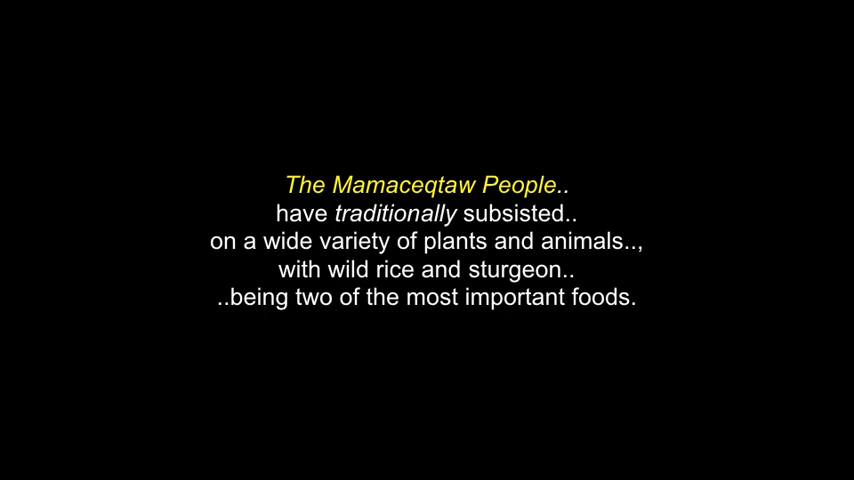 The Mamaceqtaw People..
have traditionally subsisted..
on a wide variety of plants and animals..,
with wild rice and sturgeon..
..being two of the most important foods.